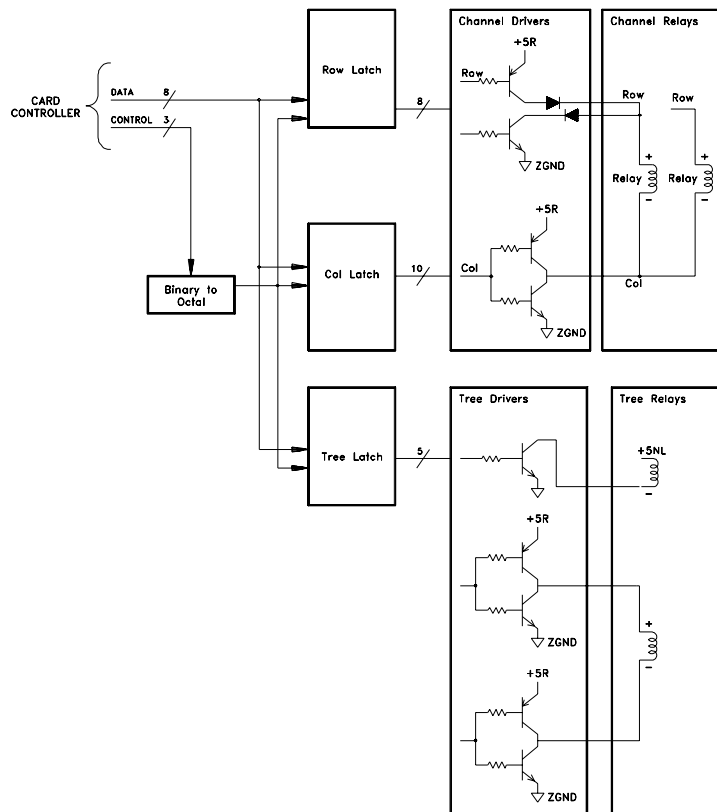 Channel Drivers
Channel Relays
+5R
Row Latch
Row
Row
Row
DATA
8
8
CARD
CONTROLLER
CONTROL
3
ZGND
+
+
Relay
Relay
-
-
+5R
10
Col Latch
Col
Col
Binary to
Octal
ZGND
Tree Drivers
Tree Relays
5
Tree Latch
+5NL
-
+5R
+
ZGND
-
+5R
ZGND